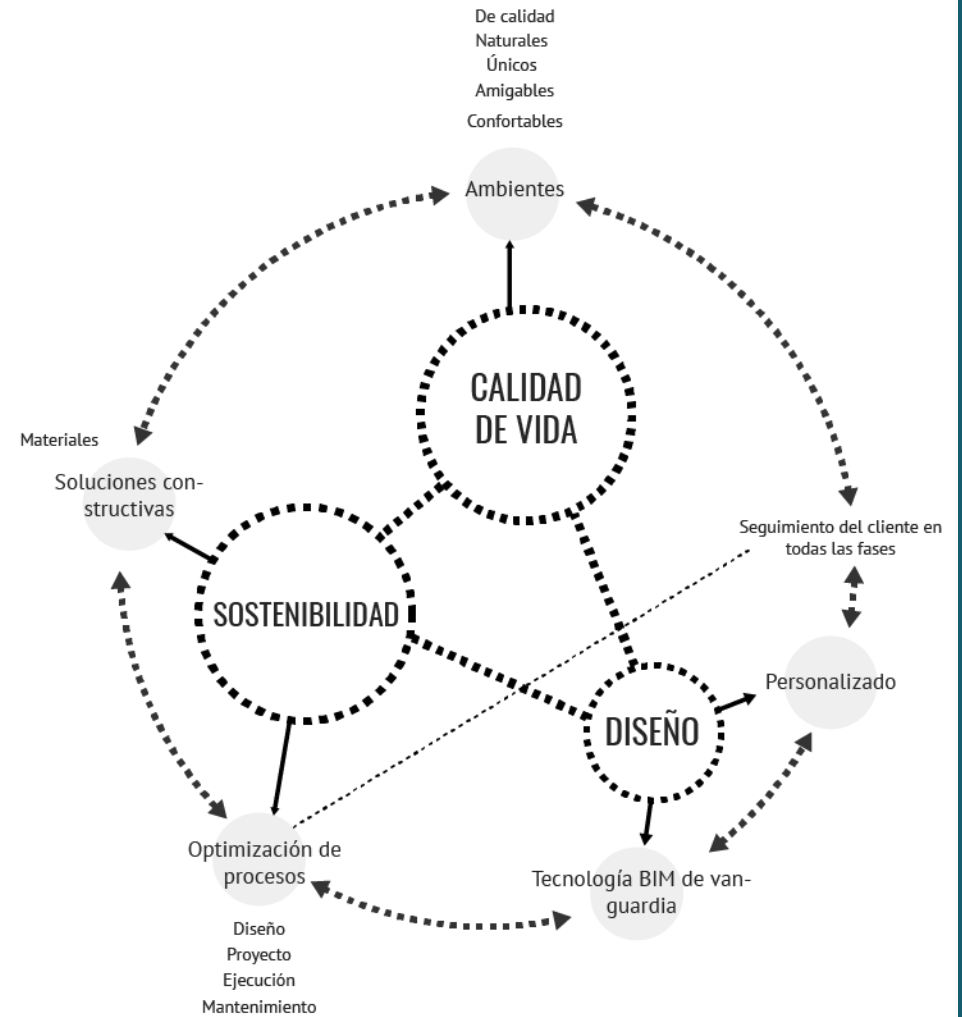 De calidad
Naturales
Únicos
Amigables
Confortables
Ambientes
CALIDAD
DE VIDA
Materiales
Soluciones con-
structivas
Seguimiento del cliente en
todas las fases
SOSTENIBILIDAD
Personalizado
DISEÑO
Optimización de
procesos
Tecnología BIM de van-
guardia
Diseño
Proyecto
Ejecución
Mantenimiento